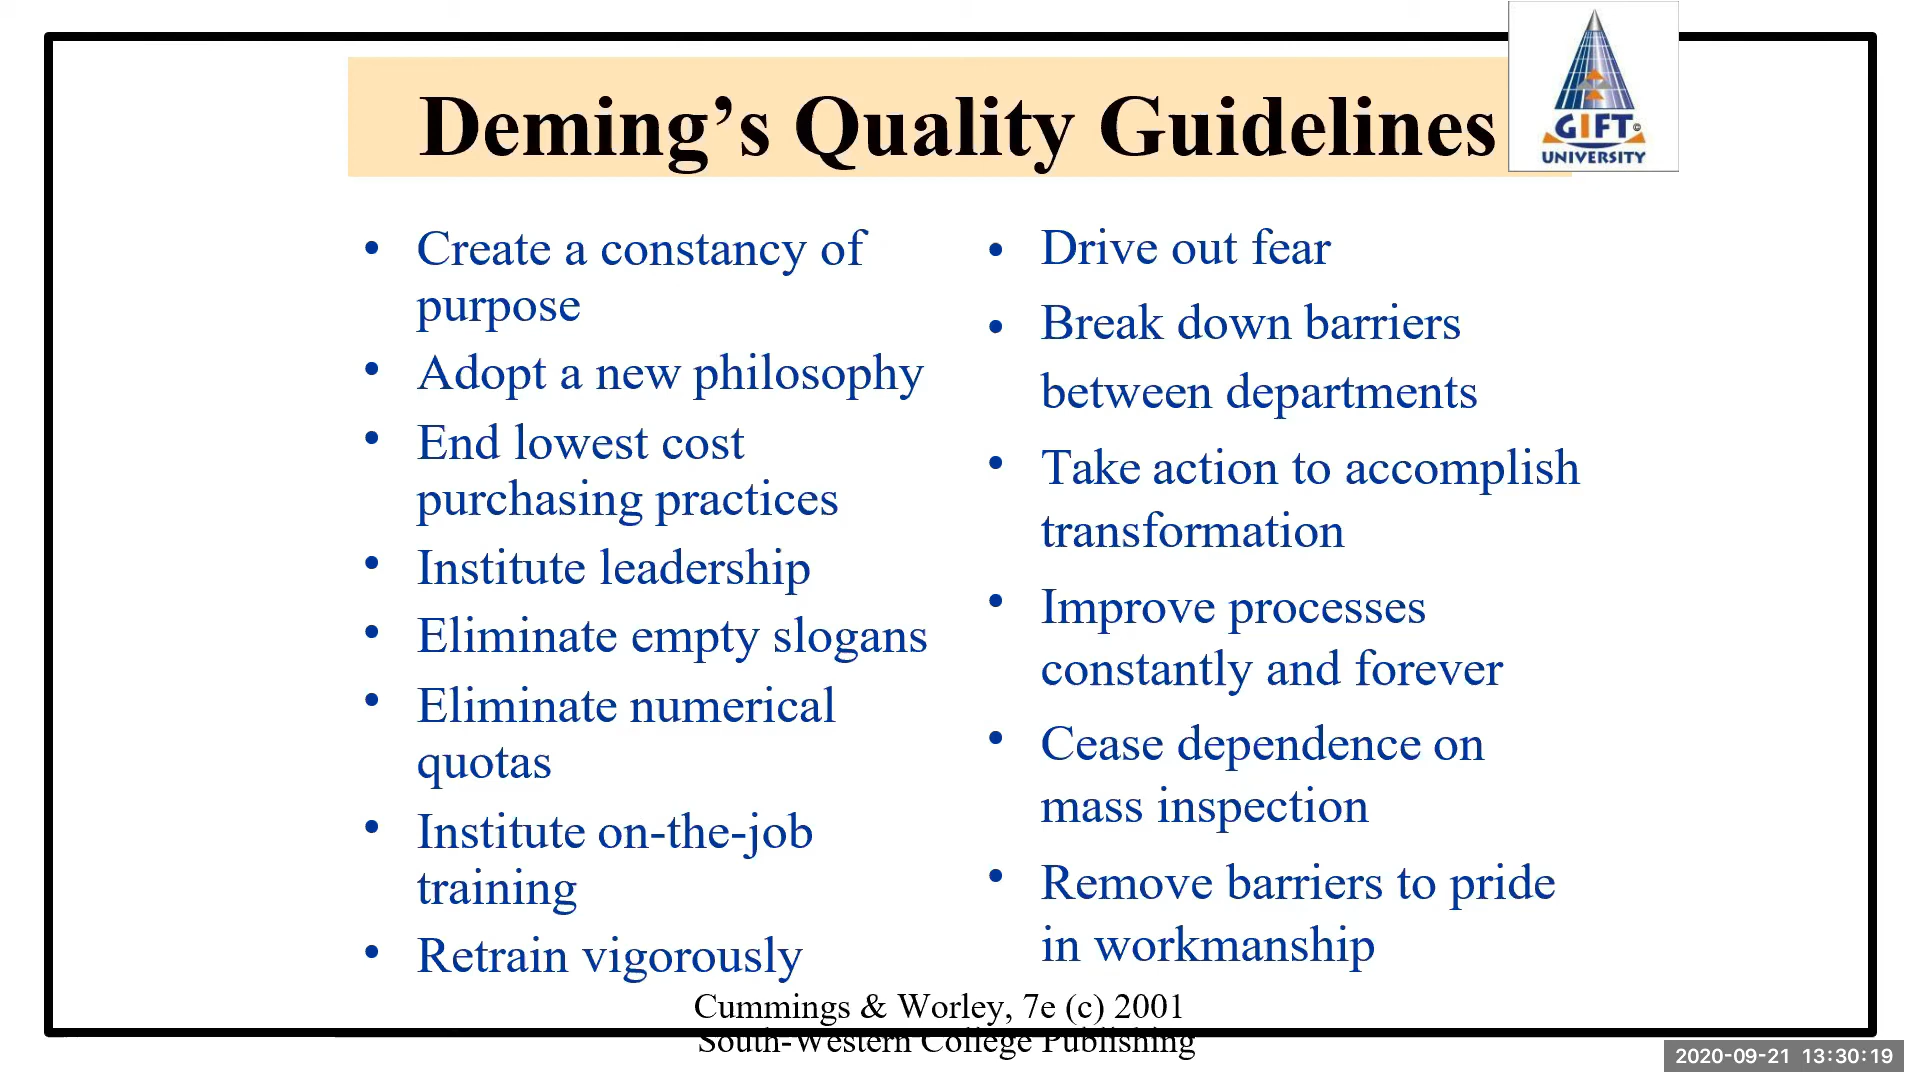 Deming’s Quality Guidelines
GIFT
UNIVERSITY
• Create a constancy of
purpose
• Adopt a new philosophy
• End lowest cost
purchasing practices
• Institute leadership
• Eliminate empty slogans
• Eliminate numerical
quotas
• Institute on-the-job
training
• Retrain vigorously
• Drive out fear
• Break down barriers
between departments
• Take action to accomplish
transformation
• Improve processes
constantly and forever
• Cease dependence on
mass inspection
• Remove barriers to pride
in workmanship
Cummings & Worley, 7e (c) 2001
South-Western College Publishing
2020-09-21 13:30:19